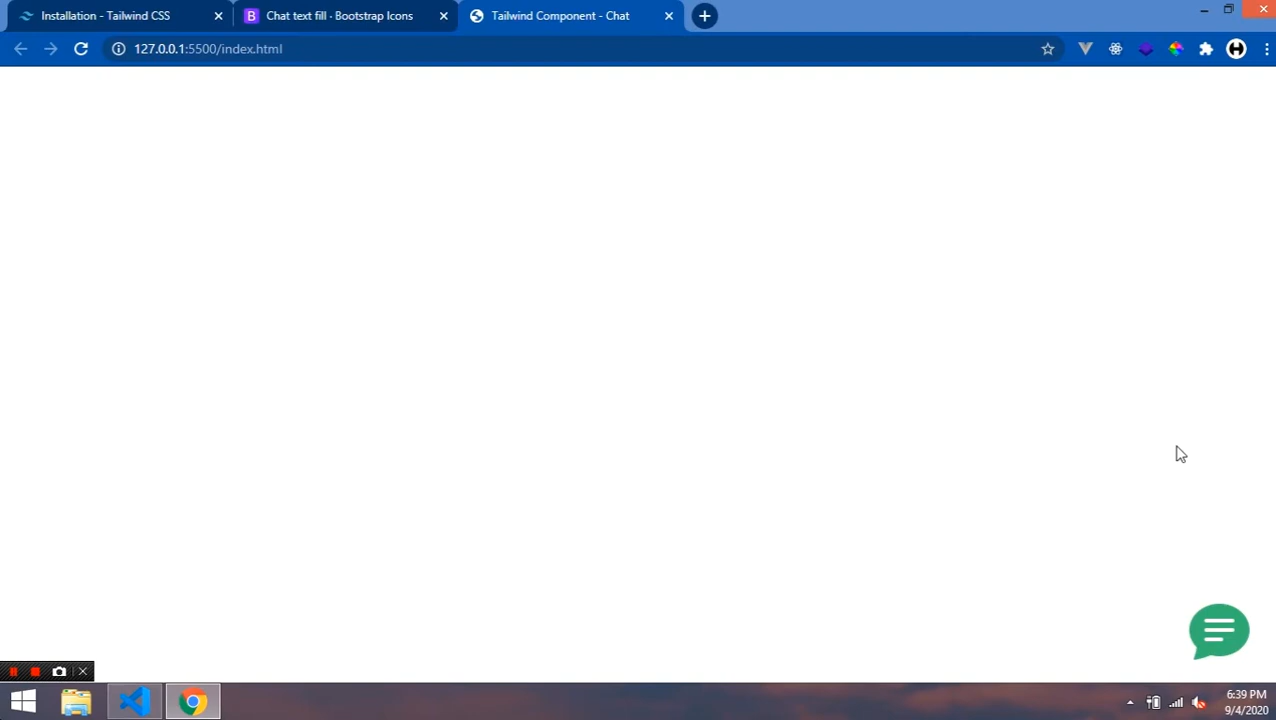 Installation - Tailwind CSS
Chat text fill · Bootstrap Icons
Tailwind Component - Chat
127.0.0.1:5500/index.html
6:39 PM
9/4/2020